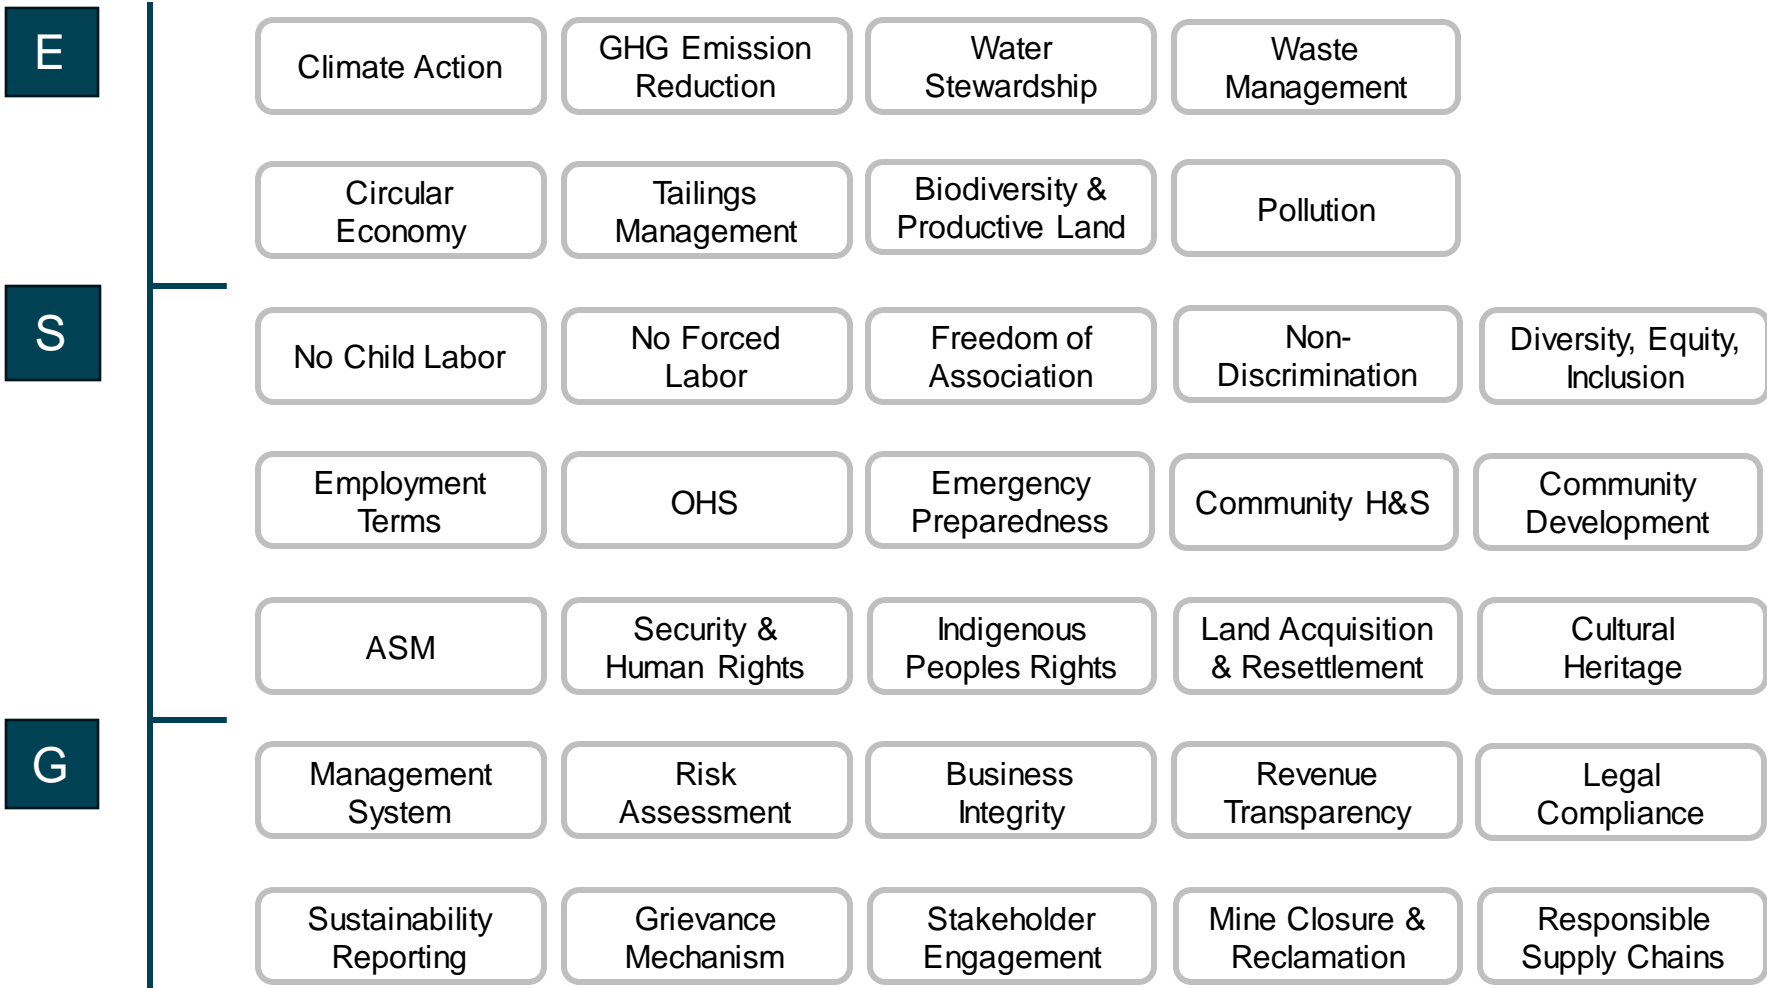 E
Climate Action
GHG Emission
Reduction
Water
Stewardship
Waste
Management
Circular
Economy
Tailings
Management
Biodiversity &
Productive Land
Pollution
S
No Child Labor
No Forced
Labor
Freedom of
Association
Non-
Discrimination
Diversity, Equity,
Inclusion
Employment
Terms
OHS
Emergency
Preparedness
Community H&S
Community
Development
ASM
Security &
Human Rights
Indigenous
Peoples Rights
Land Acquisition
& Resettlement
Cultural
Heritage
G
Management
System
Risk
Assessment
Business
Integrity
Revenue
Transparency
Legal
Compliance
Sustainability
Reporting
Grievance
Mechanism
Stakeholder
Engagement
Mine Closure &
Reclamation
Responsible
Supply Chains